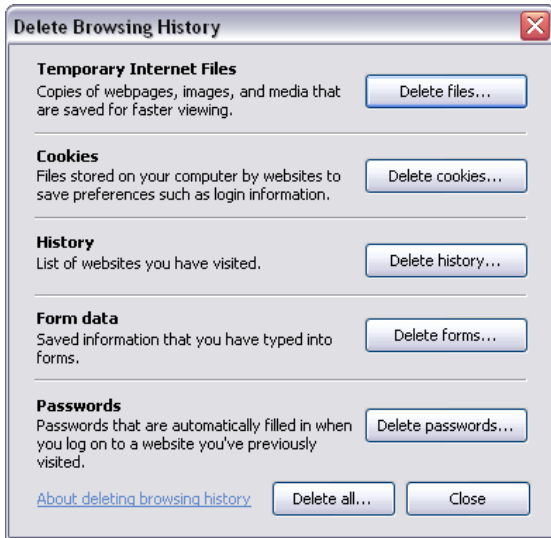 Delete Browsing History
Temporary Internet Files
Copies of webpages, images, and media that
are saved for faster viewing.
Delete files...
Cookies
Files stored on your computer by websites to
save preferences such as login information.
Delete cookies...
History
List of websites you have visited.
Delete history...
Form data
Saved information that you have typed into
forms.
Delete forms...
Passwords
Passwords that are automatically filled in when
you log on to a website you've previously
visited.
Delete passwords...
About deleting browsing history
Delete all...
Close